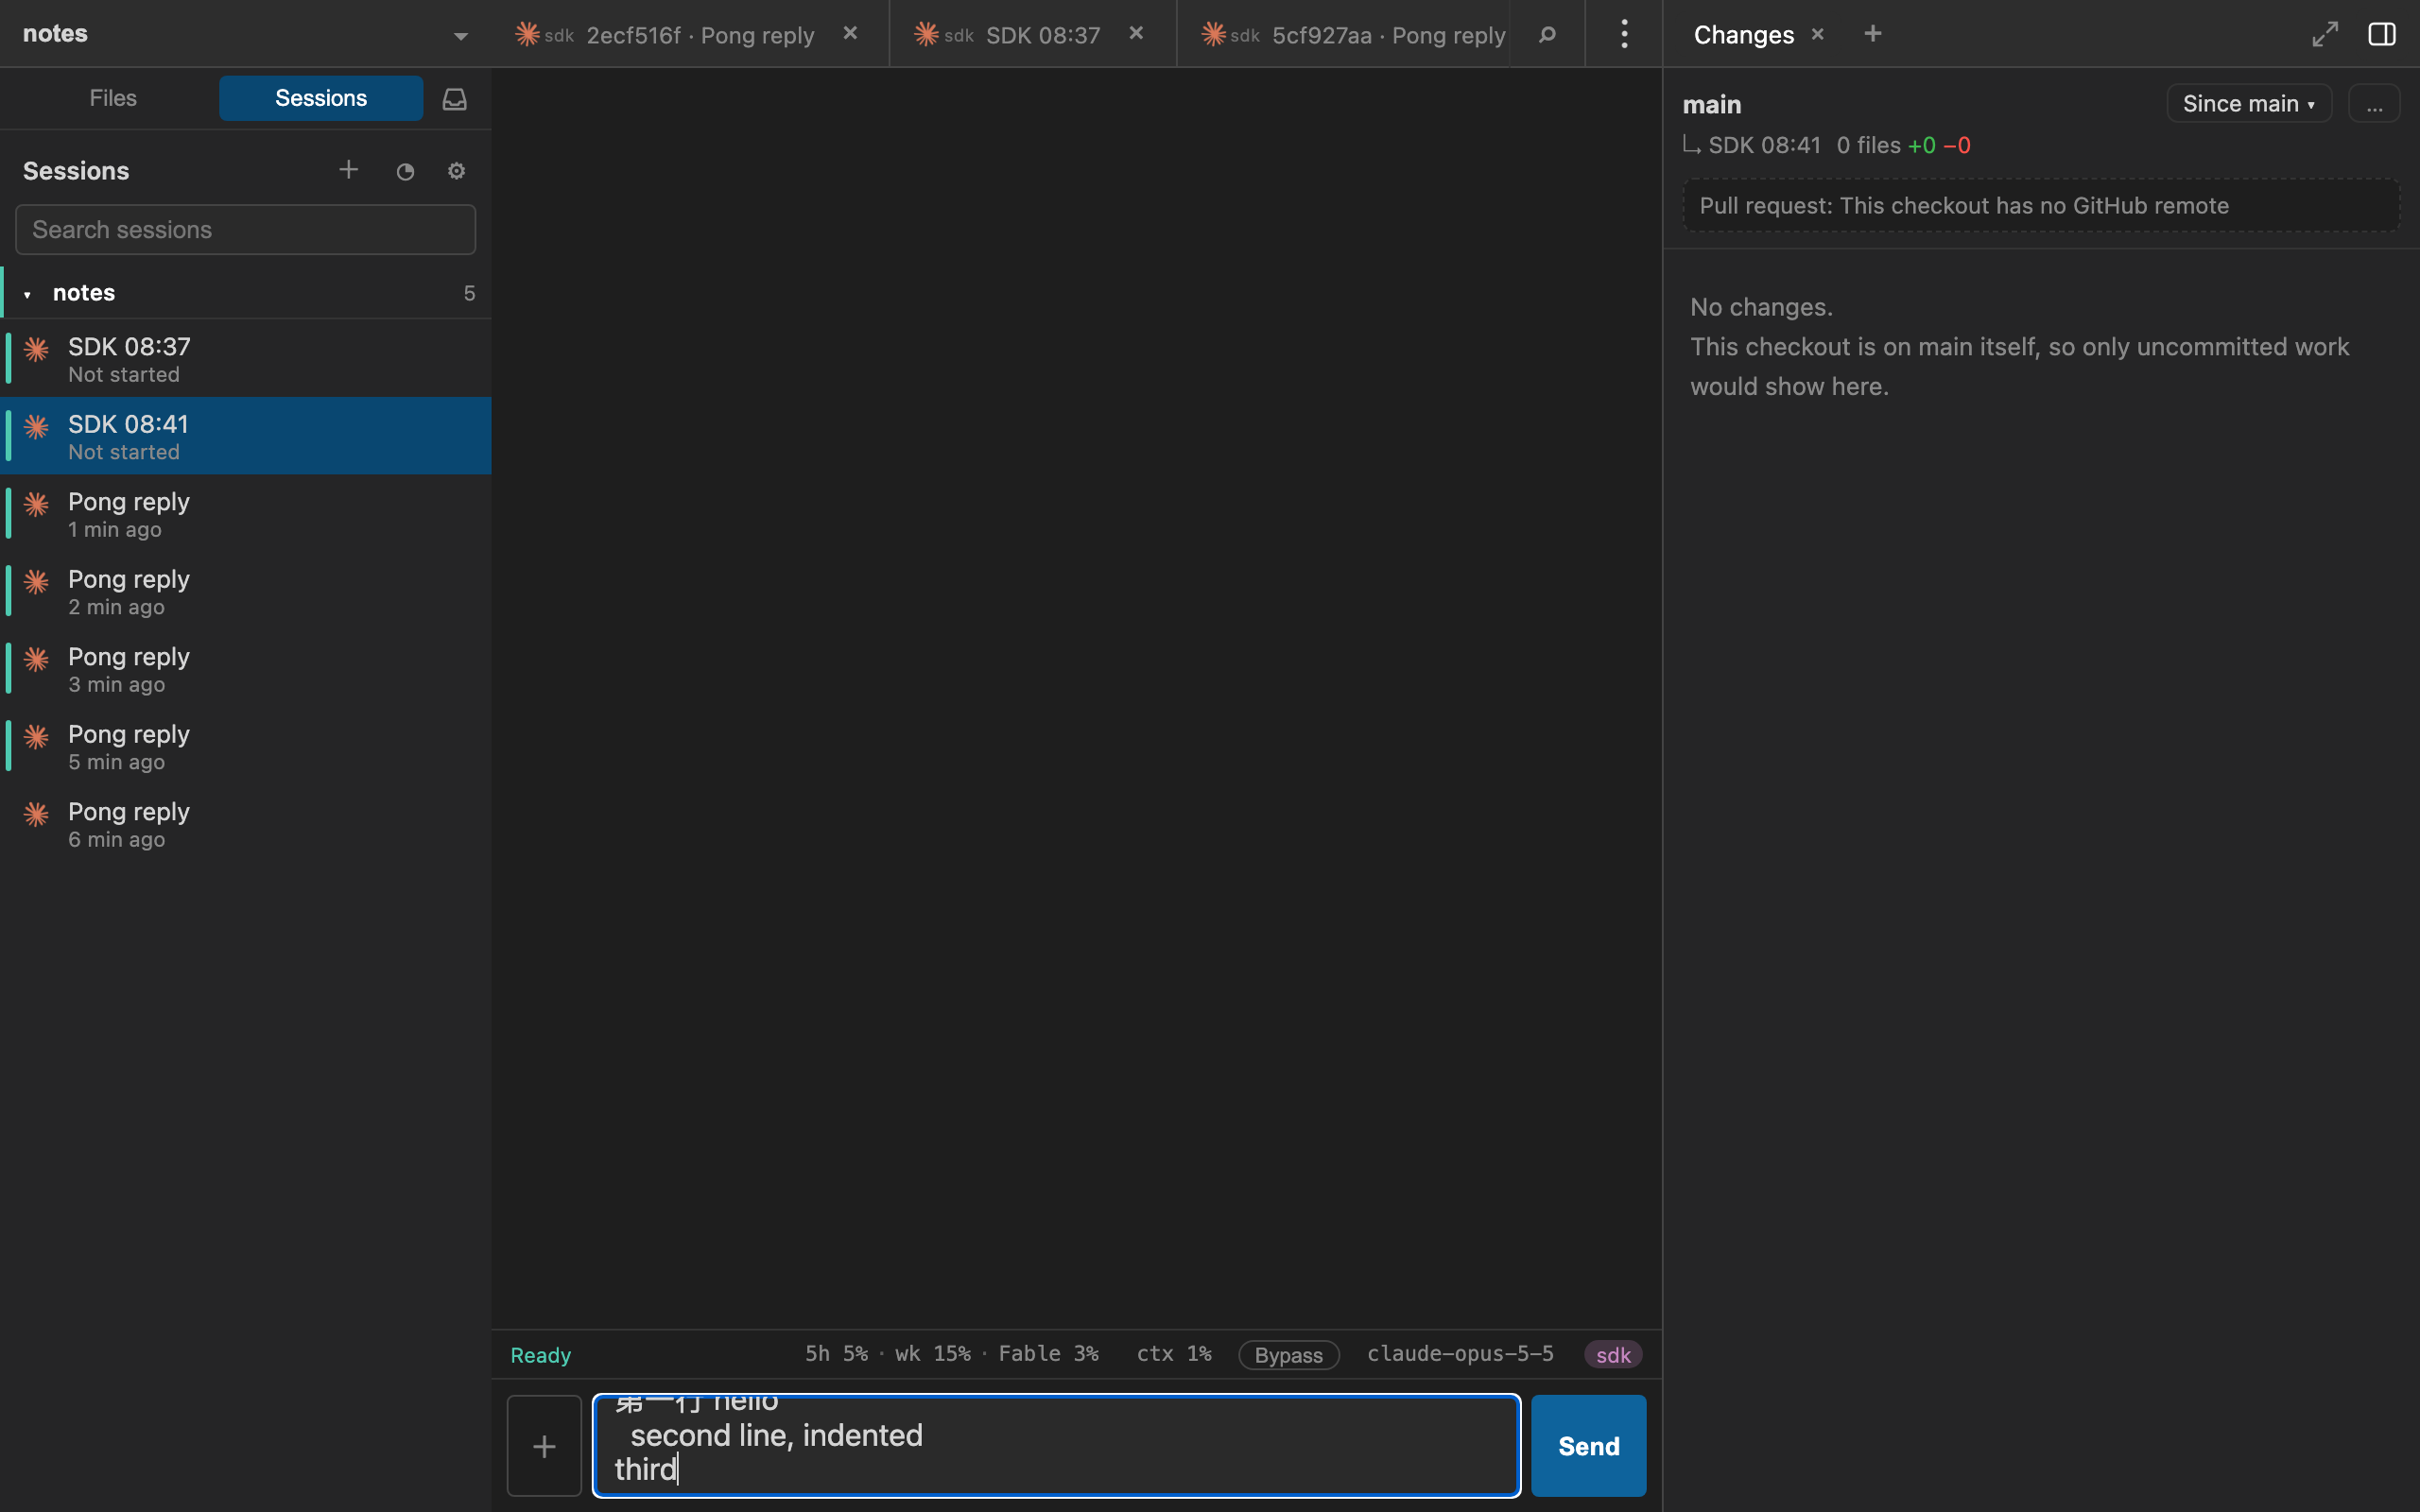 notes
sdk 2ecf516f · Pong reply ×
sdk SDK 08:37 ×
sdk 5cf927aa · Pong reply
Changes × +
Files
Sessions
Sessions
Search sessions
notes 5
SDK 08:37
Not started
SDK 08:41
Not started
Pong reply
1 min ago
Pong reply
2 min ago
Pong reply
3 min ago
Pong reply
5 min ago
Pong reply
6 min ago
Ready 5h 5% · wk 15% · Fable 3% ctx 1% Bypass claude-opus-5-5 sdk
第一行 hello
  second line, indented
third
Send
main
Since main ▾ ...
SDK 08:41 0 files +0 −0
Pull request: This checkout has no GitHub remote
No changes.
This checkout is on main itself, so only uncommitted work
would show here.